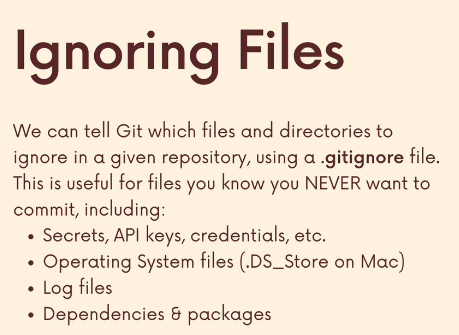 Ignoring Files
We can tell Git which files and directories to
ignore in a given repository, using a .gitignore file.
This is useful for files you know you NEVER want to
commit, including:
• Secrets, API keys, credentials, etc.
• Operating System files (.DS_Store on Mac)
• Log files
• Dependencies & packages